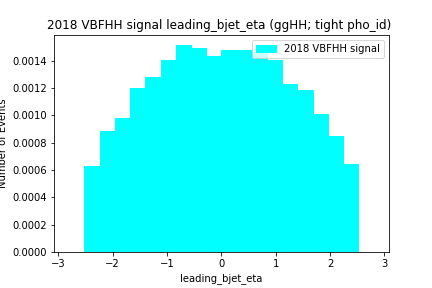 2018 VBFHH signal leading_bjet_eta (ggHH; tight pho_id)
2018 VBFHH signal
Number of Events
0.0014
0.0012
0.0010
0.0008
0.0006
0.0004
0.0002
0.0000
−3 −2 −1 0 1 2 3
leading_bjet_eta